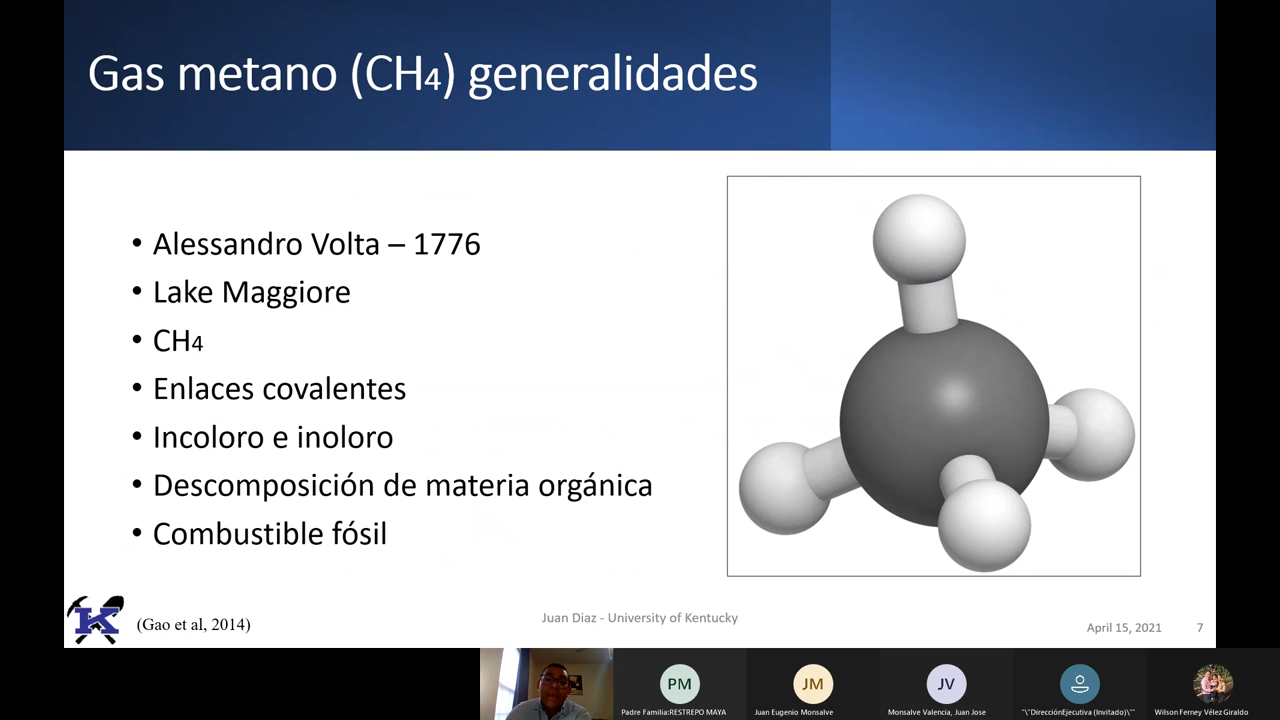 Gas metano (CH4) generalidades
• Alessandro Volta – 1776
• Lake Maggiore
• CH4
• Enlaces covalentes
• Incoloro e inoloro
• Descomposición de materia orgánica
• Combustible fósil
K
(Gao et al, 2014)
Juan Diaz - University of Kentucky
April 15, 2021
7
PM
JM
JV
Padre Familia:RESTREPO MAYA
Juan Eugenio Monsalve
Monsalve Valencia, Juan Jose
"\"DirecciónEjecutiva (Invitado)\""
Wilson Ferney Vélez Giraldo